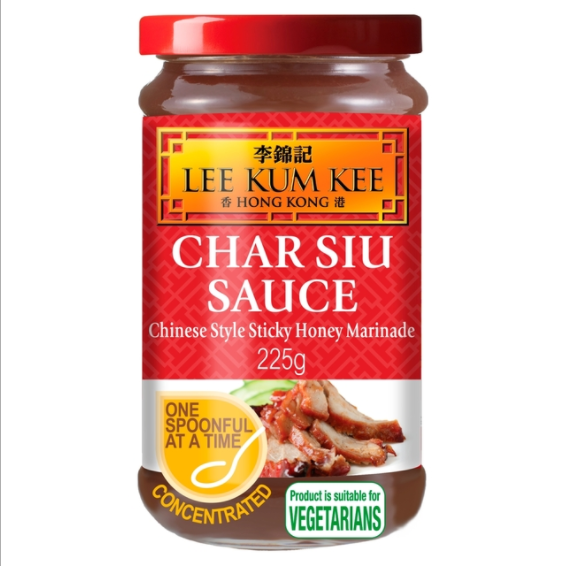 李錦記
LEE KUM KEE
香 HONG KONG 港
CHAR SIU
SAUCE
Chinese Style Sticky Honey Marinade
225g
ONE
SPOONFUL
AT A TIME
CONCENTRATED
Product is suitable for
VEGETARIANS